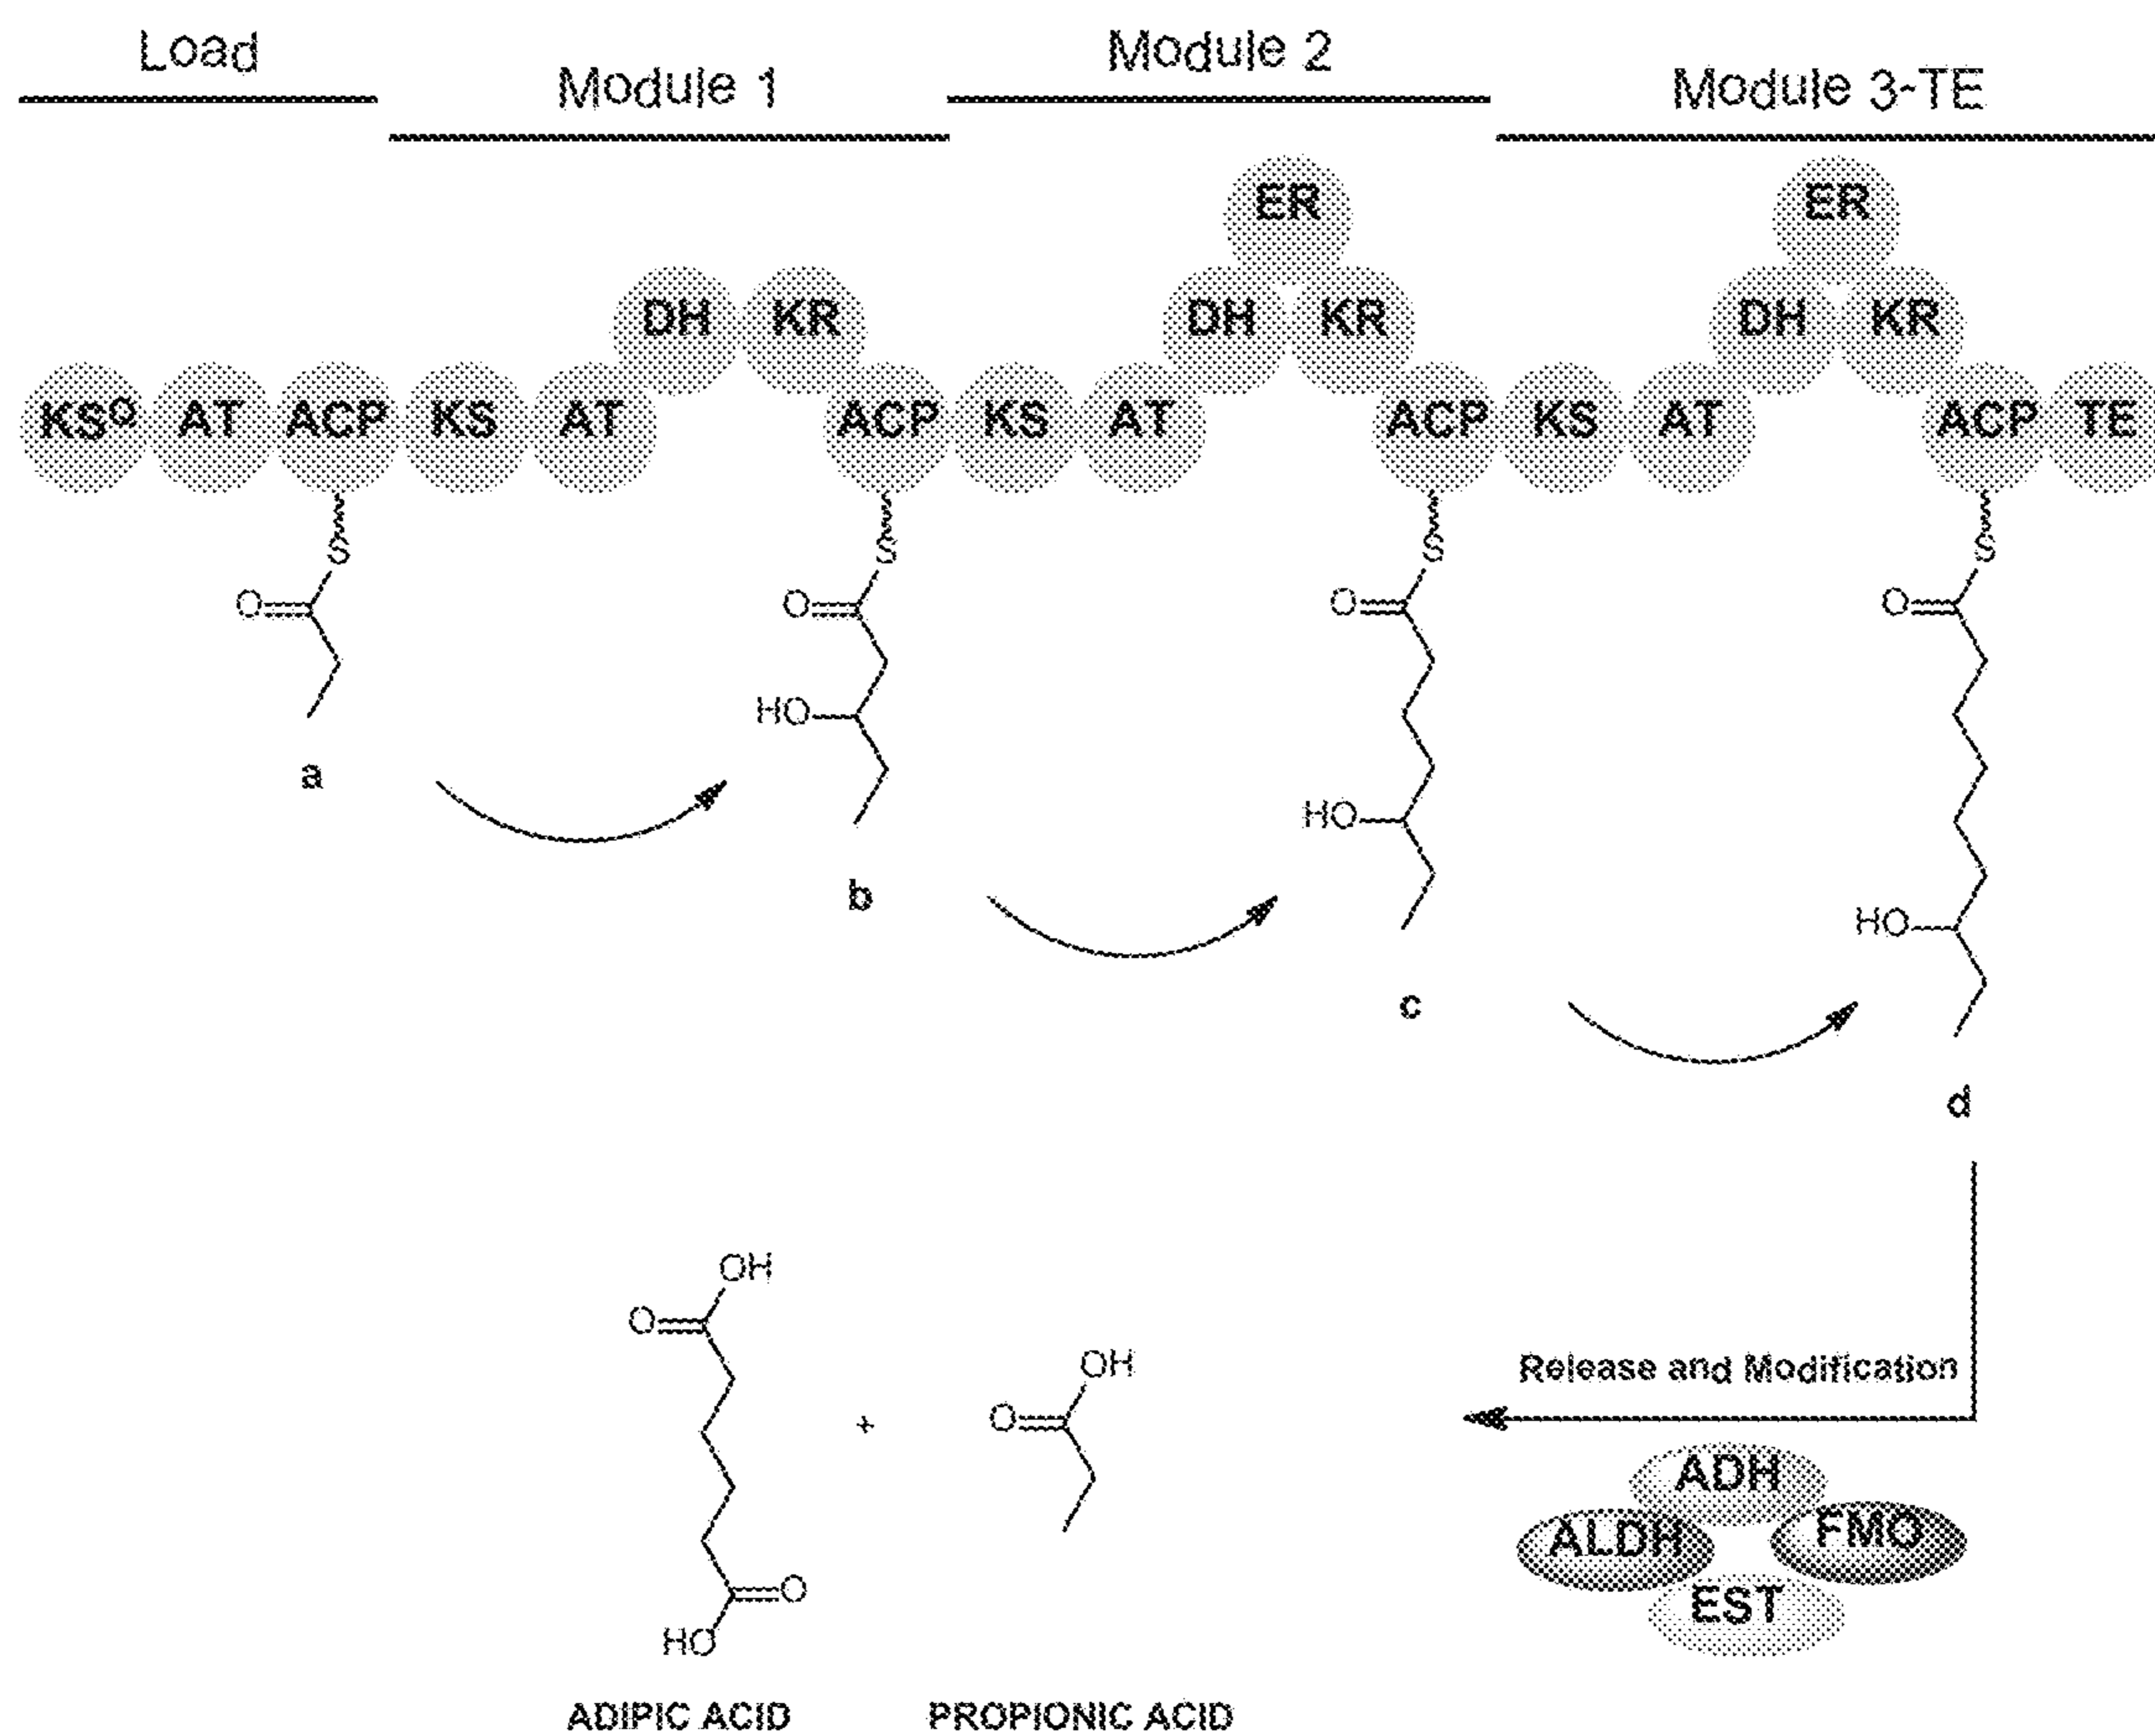 Load
Module 1
Module 2
Module 3-TE
ER
ER
DH KR
DH KR
DH KR
KSQ AT ACP KS AT
ACP KS AT
ACP KS AT
ACP TE
S
S
S
S
O
O
O
O
HO
HO
HO
a
b
c
d
OH
O
+
OH
O
O
HO
Release and Modification
ADH
ALDH
FMO
EST
ADIPIC ACID
PROPIONIC ACID